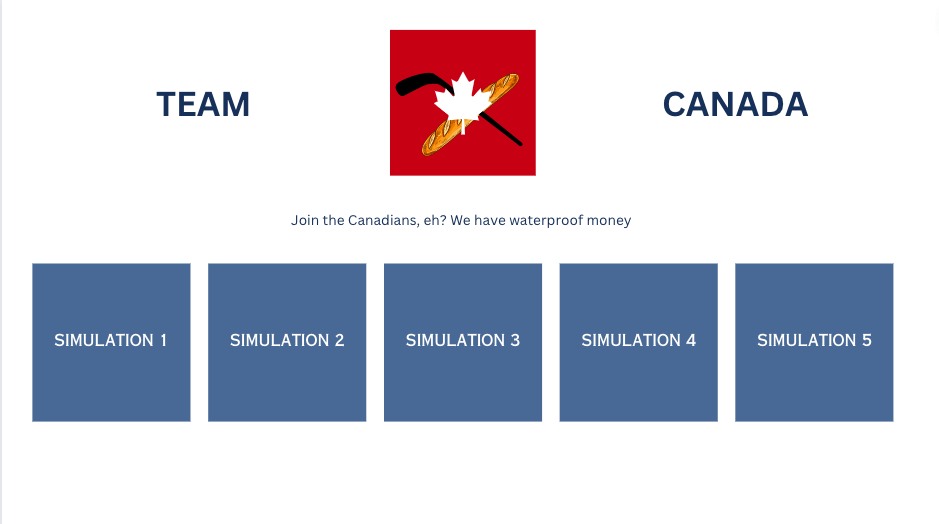 TEAM
CANADA
Join the Canadians, eh? We have waterproof money
SIMULATION 1
SIMULATION 2
SIMULATION 3
SIMULATION 4
SIMULATION 5